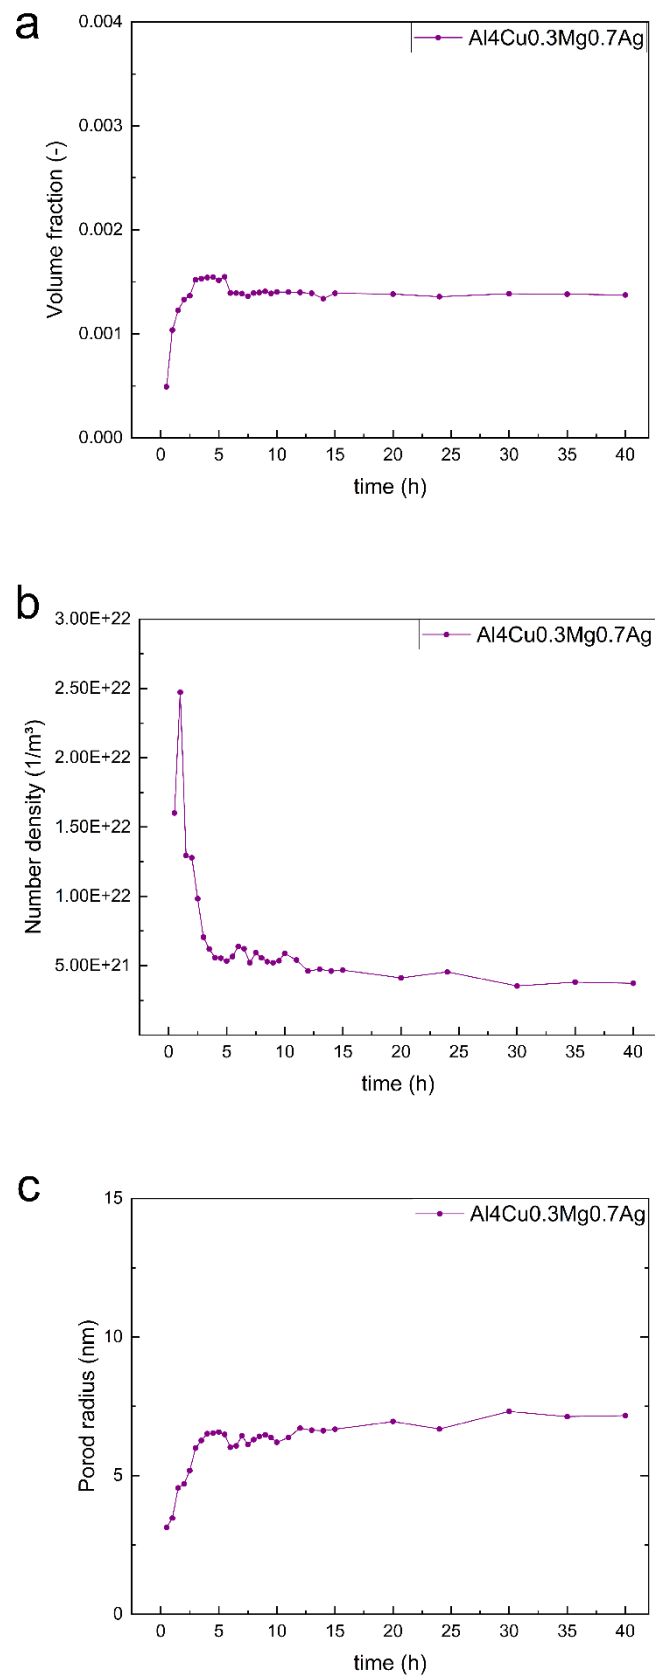 a
Al4Cu0.3Mg0.7Ag
0.004
0.003
0.002
0.001
0.000
Volume fraction (-)
0 5 10 15 20 25 30 35 40
time (h)
b
Al4Cu0.3Mg0.7Ag
3.00E+22
2.50E+22
2.00E+22
1.50E+22
1.00E+22
5.00E+21
Number density (1/m³)
0 5 10 15 20 25 30 35 40
time (h)
c
Al4Cu0.3Mg0.7Ag
15
10
5
0
Porod radius (nm)
0 5 10 15 20 25 30 35 40
time (h)